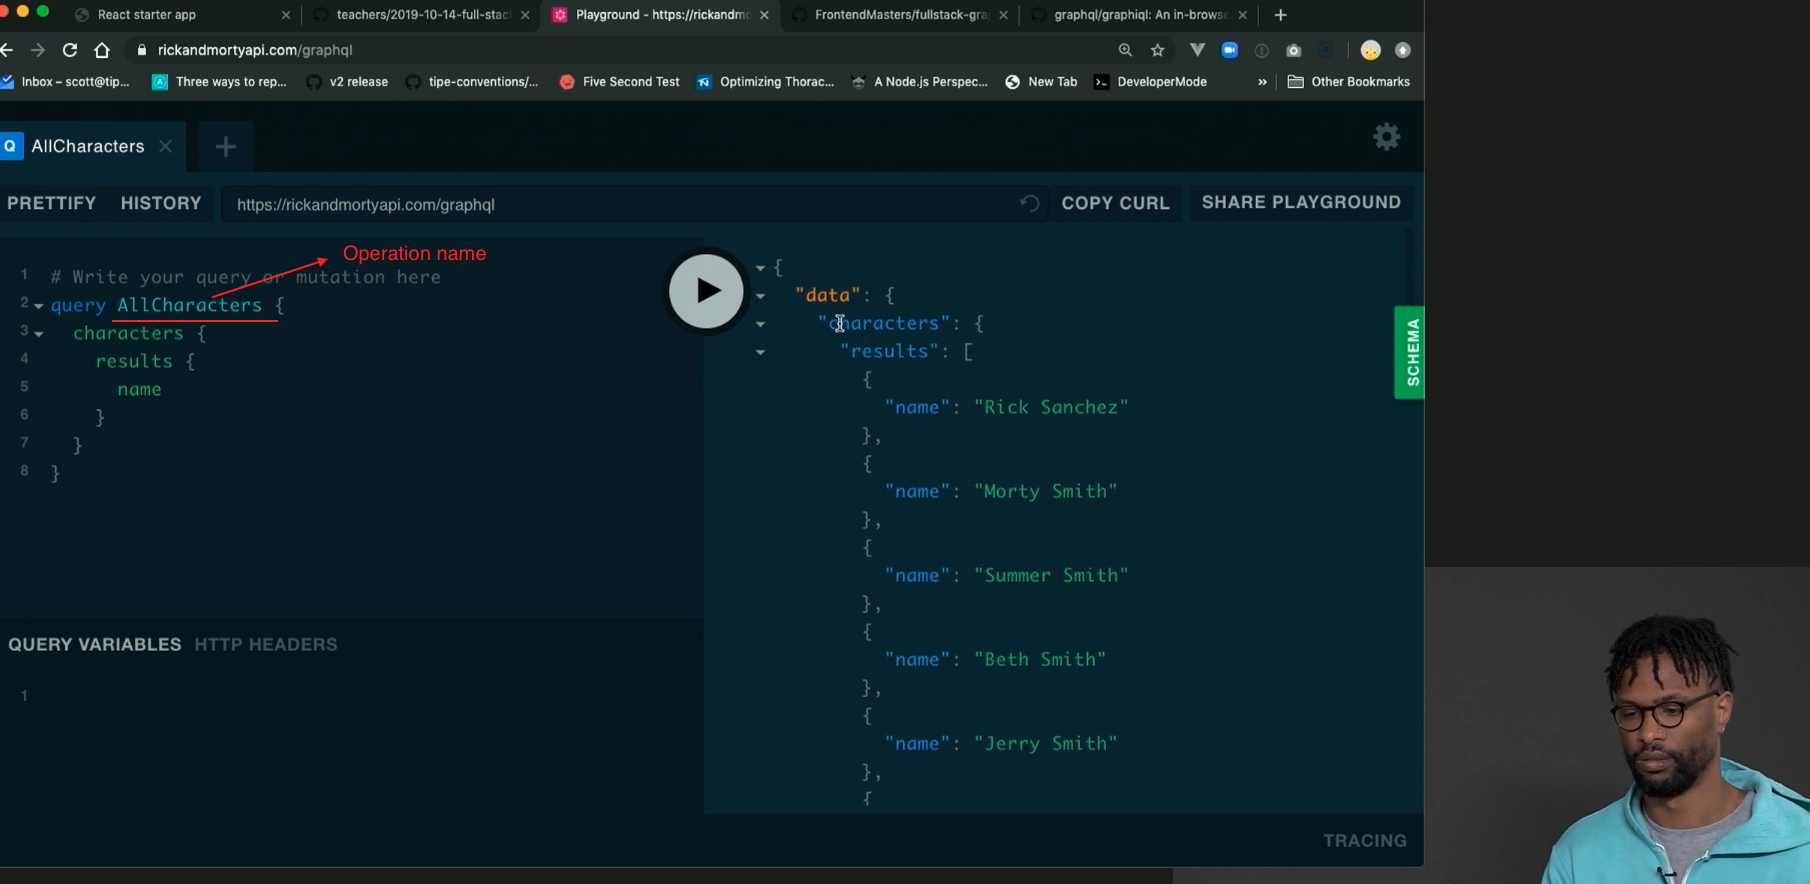 React starter app
teachers/2019-10-14-full-stac
Playground - https://rickandmo
FrontendMasters/fullstack-gra
graphql/graphiql: An in-browse
rickandmortyapi.com/graphql
Inbox – scott@tip...
Three ways to rep...
v2 release
tipe-conventions/...
Five Second Test
Optimizing Thorac...
A Node.js Perspec...
New Tab
DeveloperMode
»
Other Bookmarks
Q AllCharacters
PRETTIFY
HISTORY
https://rickandmortyapi.com/graphql
COPY CURL
SHARE PLAYGROUND
Operation name
1 # Write your query or mutation here
2 query AllCharacters {
3 characters {
4 results {
5 name
6 }
7 }
8 }
QUERY VARIABLES HTTP HEADERS
1
{
"data": {
"characters": {
"results": [
{
"name": "Rick Sanchez"
},
{
"name": "Morty Smith"
},
{
"name": "Summer Smith"
},
{
"name": "Beth Smith"
},
{
"name": "Jerry Smith"
},
{
SCHEMA
TRACING